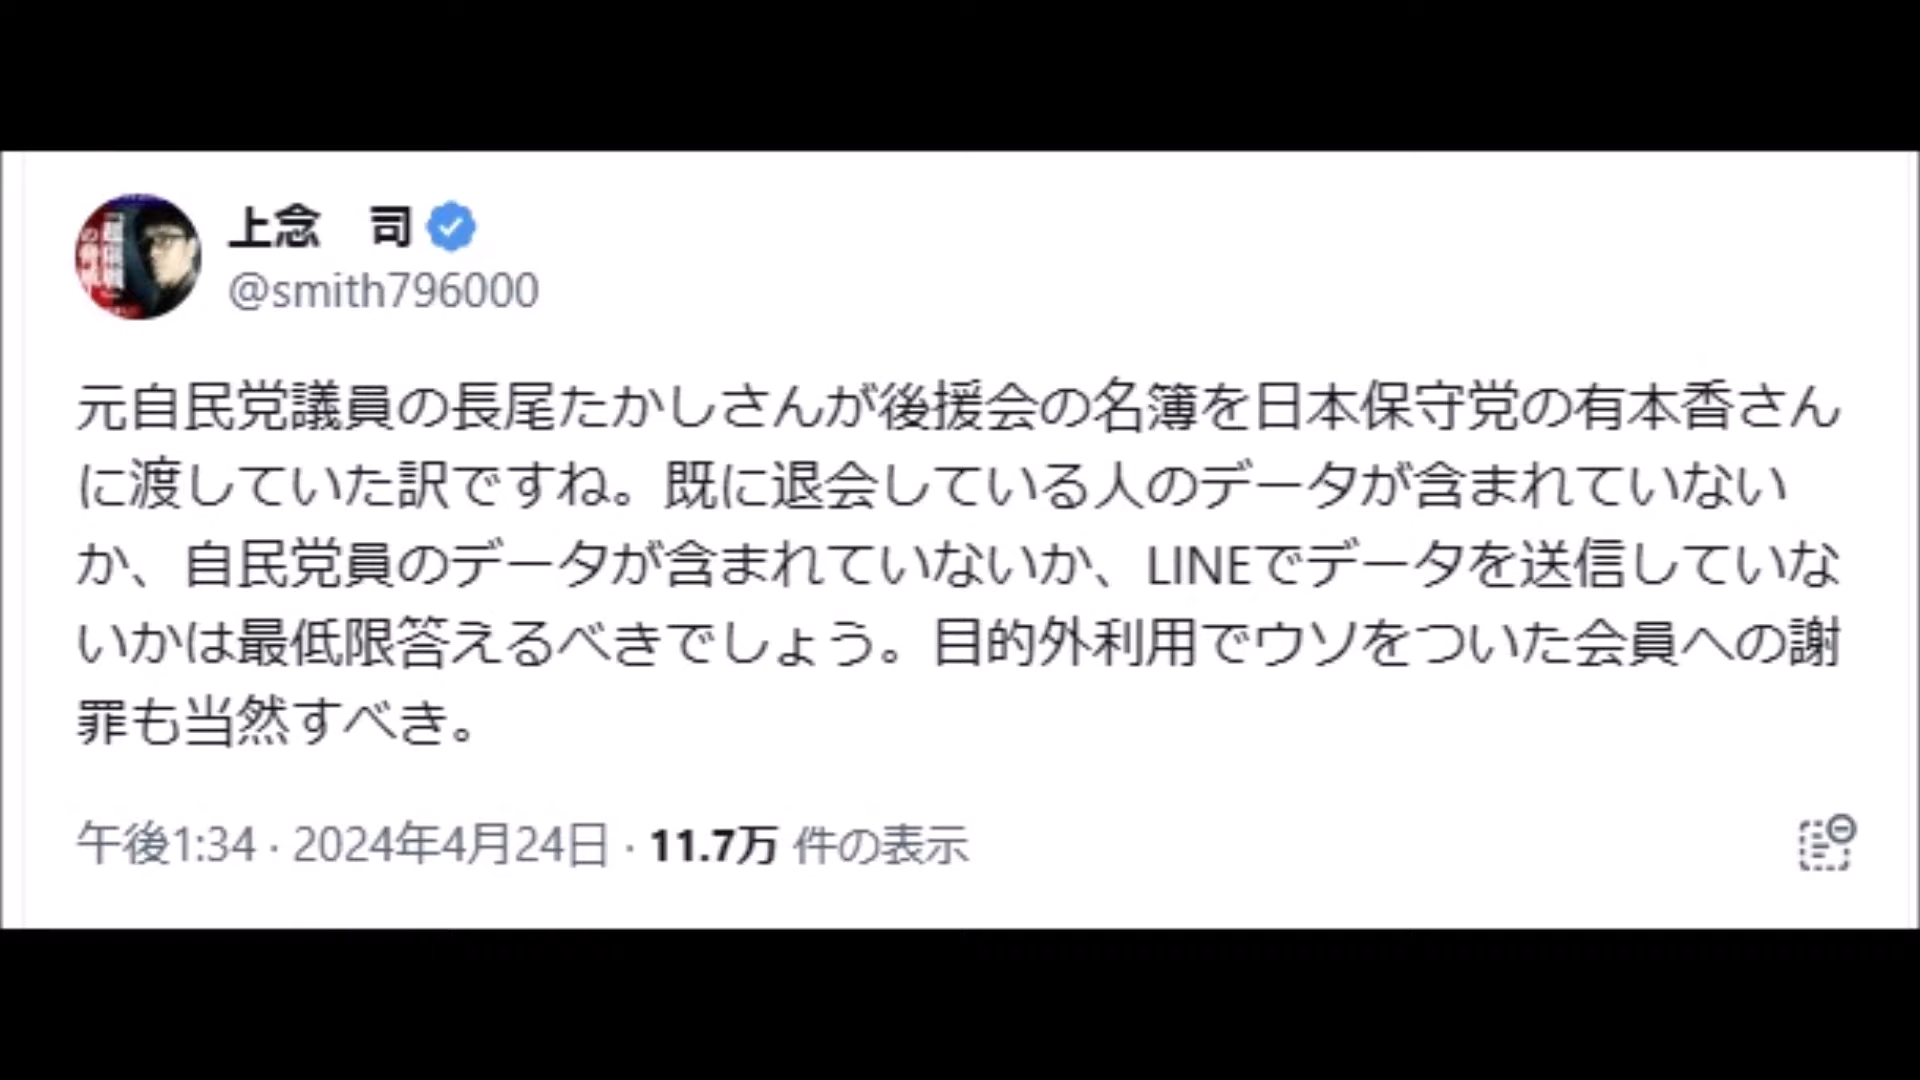 上念　司
@smith796000
元自民党議員の長尾たかしさんが後援会の名簿を日本保守党の有本香さん
に渡していた訳ですね。既に退会している人のデータが含まれていない
か、自民党員のデータが含まれていないか、LINEでデータを送信していな
いかは最低限答えるべきでしょう。目的外利用でウソをついた会員への謝
罪も当然すべき。
午後1:34 · 2024年4月24日 · 11.7万 件の表示